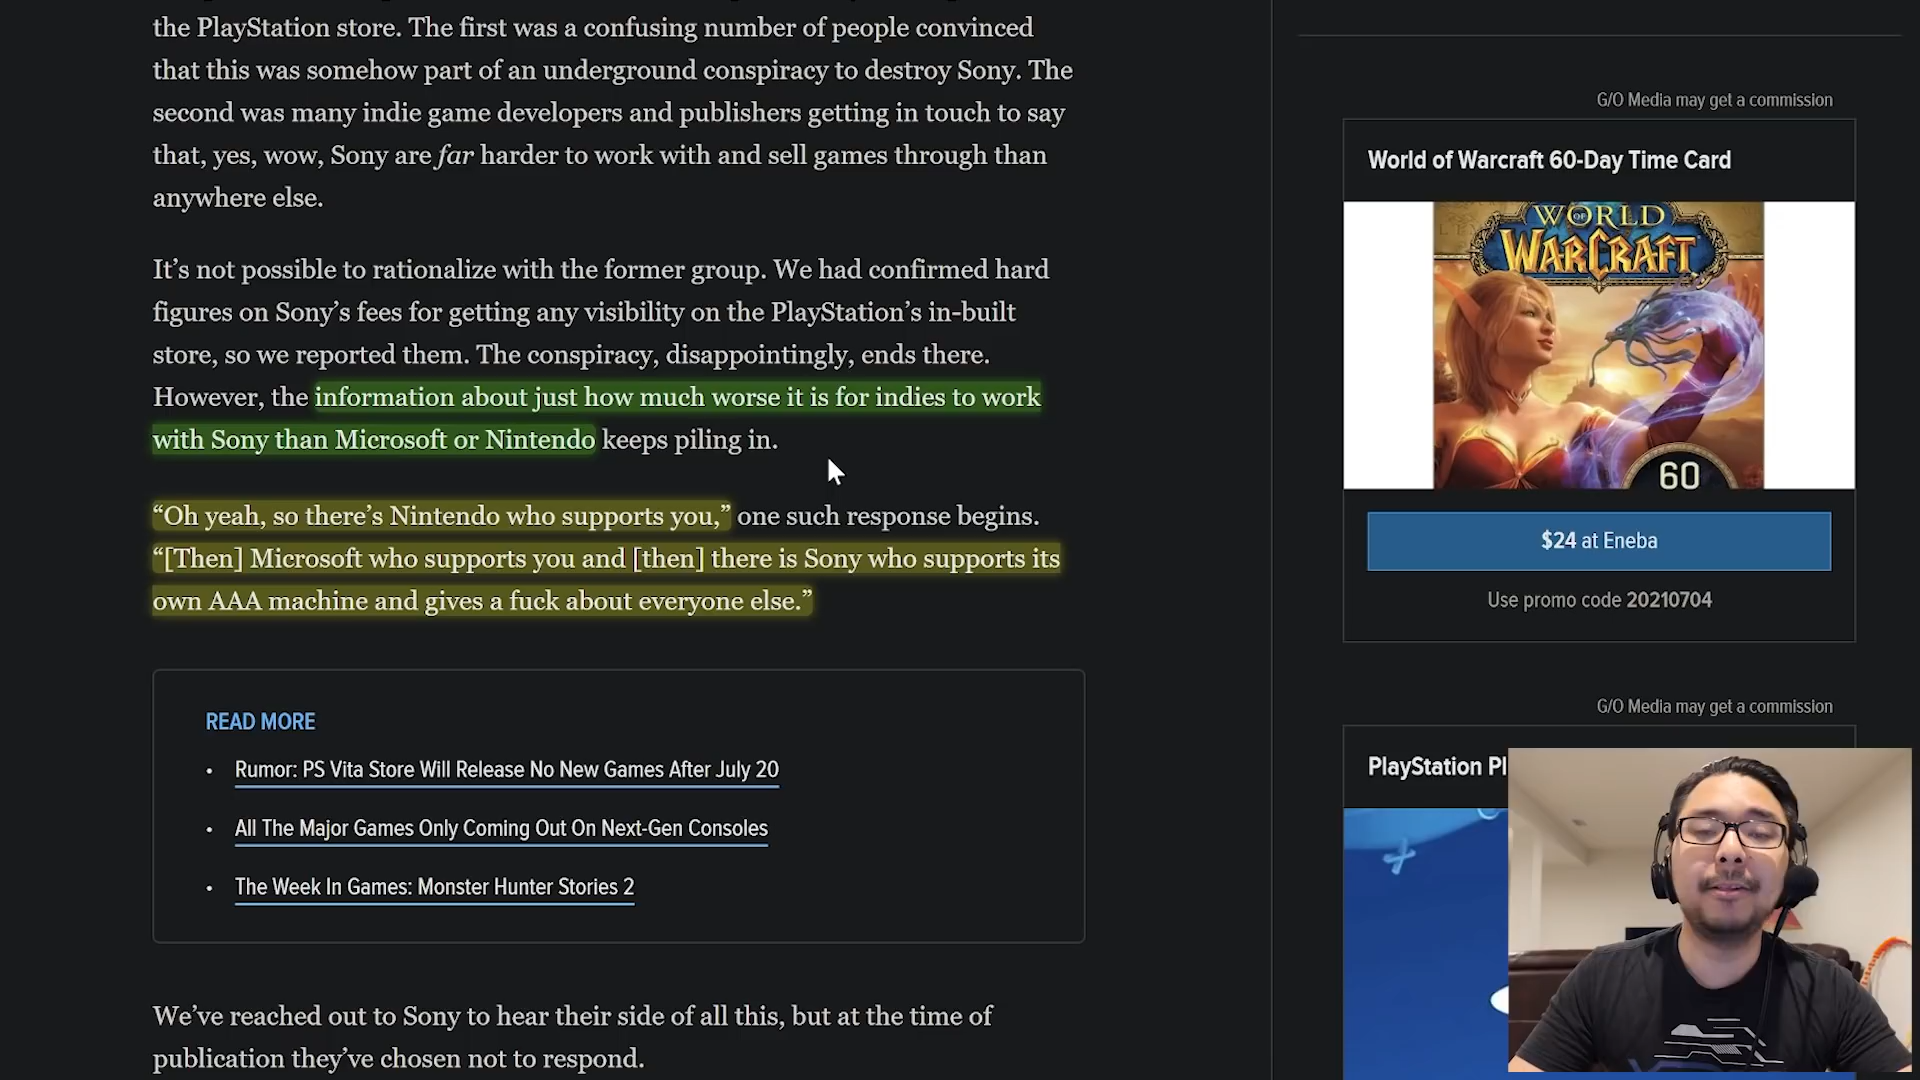 the PlayStation store. The first was a confusing number of people convinced
that this was somehow part of an underground conspiracy to destroy Sony. The
second was many indie game developers and publishers getting in touch to say
that, yes, wow, Sony are far harder to work with and sell games through than
anywhere else.
It’s not possible to rationalize with the former group. We had confirmed hard
figures on Sony’s fees for getting any visibility on the PlayStation’s in-built
store, so we reported them. The conspiracy, disappointingly, ends there.
However, the information about just how much worse it is for indies to work
with Sony than Microsoft or Nintendo keeps piling in.
“Oh yeah, so there’s Nintendo who supports you,” one such response begins.
“[Then] Microsoft who supports you and [then] there is Sony who supports its
own AAA machine and gives a fuck about everyone else.”
READ MORE
• Rumor: PS Vita Store Will Release No New Games After July 20
• All The Major Games Only Coming Out On Next-Gen Consoles
• The Week In Games: Monster Hunter Stories 2
We’ve reached out to Sony to hear their side of all this, but at the time of
publication they’ve chosen not to respond.
G/O Media may get a commission
World of Warcraft 60-Day Time Card
WORLD
OF
WARCRAFT
60
$24 at Eneba
Use promo code 20210704
G/O Media may get a commission
PlayStation Pl